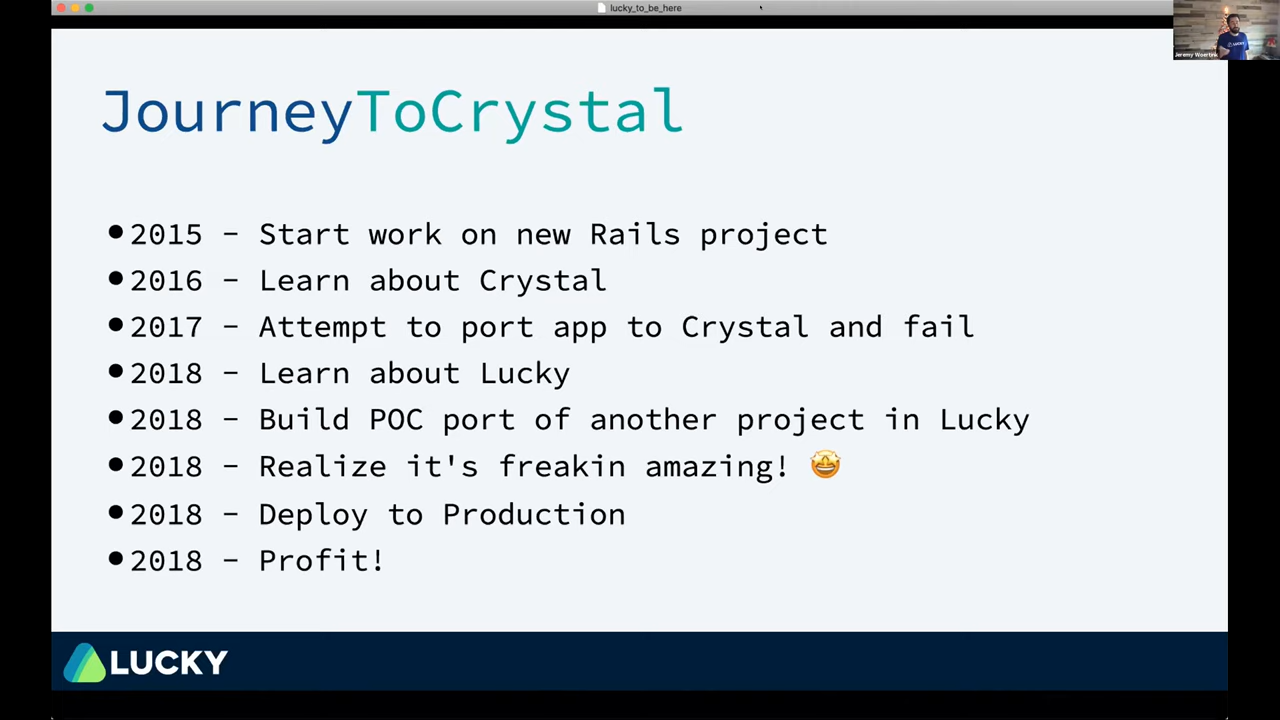 lucky_to_be_here
Jeremy Woertink
JourneyToCrystal
•2015 - Start work on new Rails project
•2016 - Learn about Crystal
•2017 - Attempt to port app to Crystal and fail
•2018 - Learn about Lucky
•2018 - Build POC port of another project in Lucky
•2018 - Realize it's freakin amazing! 🤩
•2018 - Deploy to Production
•2018 - Profit!
LUCKY